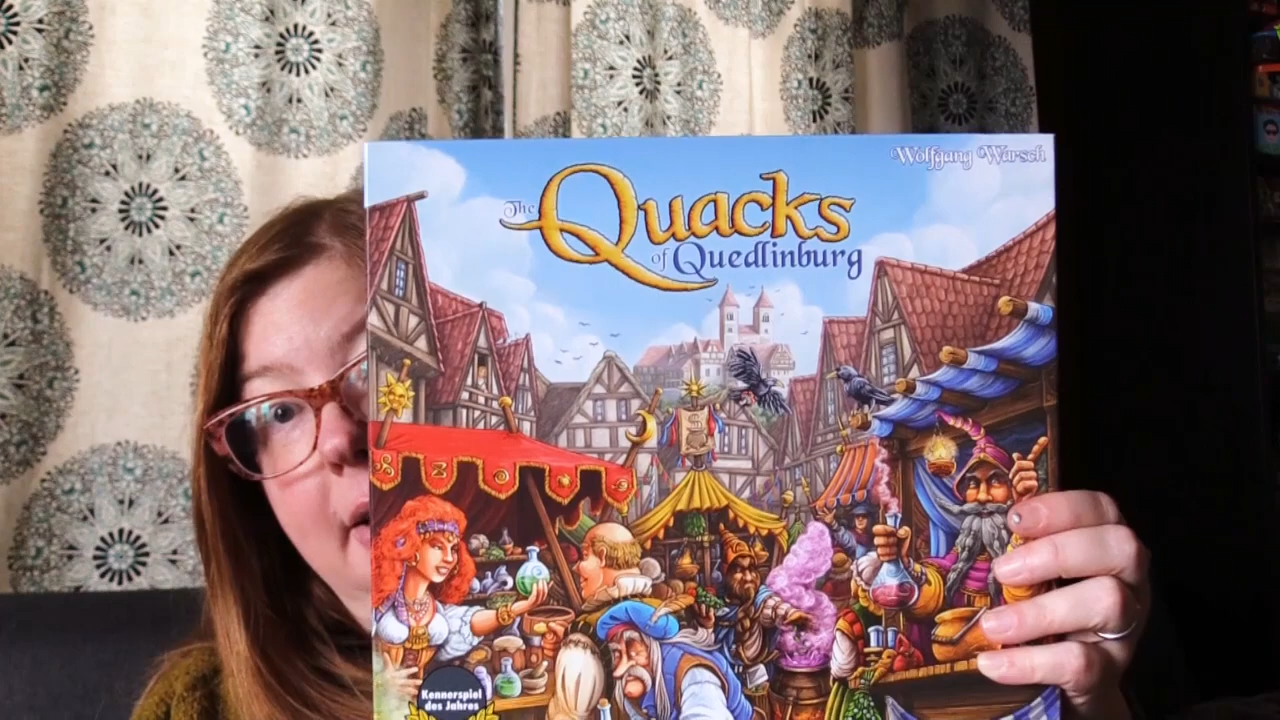 Wolfgang Warsch
The Quacks
of Quedlinburg
Kennerspiel
des Jahres